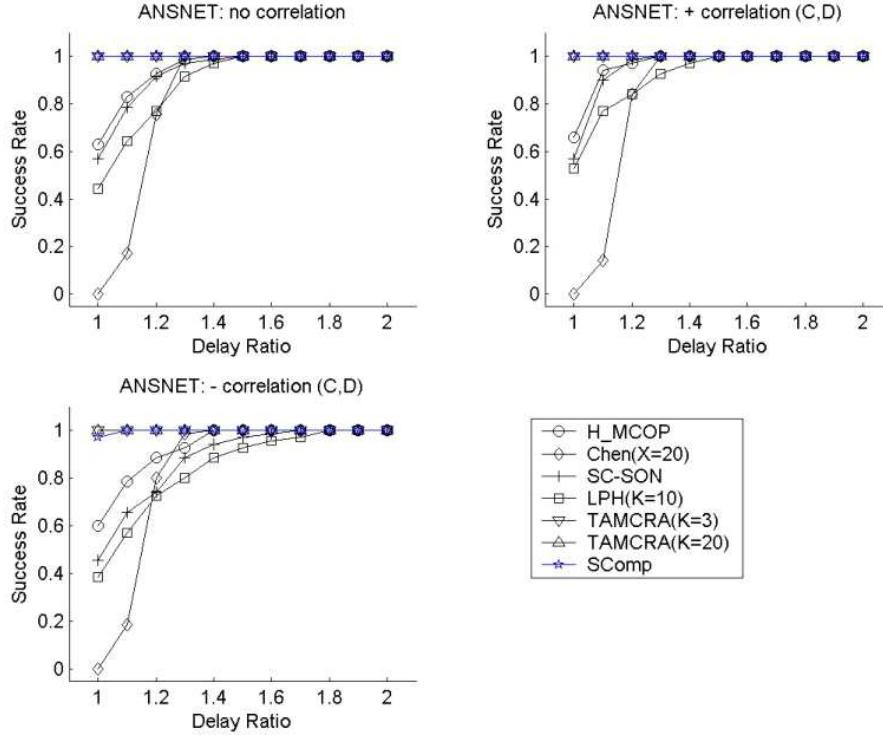 ANSNET: no correlation
1
0.8
0.6
0.4
0.2
0
Success Rate
1 1.2 1.4 1.6 1.8 2
Delay Ratio
ANSNET: + correlation (C,D)
1
0.8
0.6
0.4
0.2
0
Success Rate
1 1.2 1.4 1.6 1.8 2
Delay Ratio
ANSNET: - correlation (C,D)
1
0.8
0.6
0.4
0.2
0
Success Rate
1 1.2 1.4 1.6 1.8 2
Delay Ratio
H_MCOP
Chen(X=20)
SC-SON
LPH(K=10)
TAMCRA(K=3)
TAMCRA(K=20)
SComp